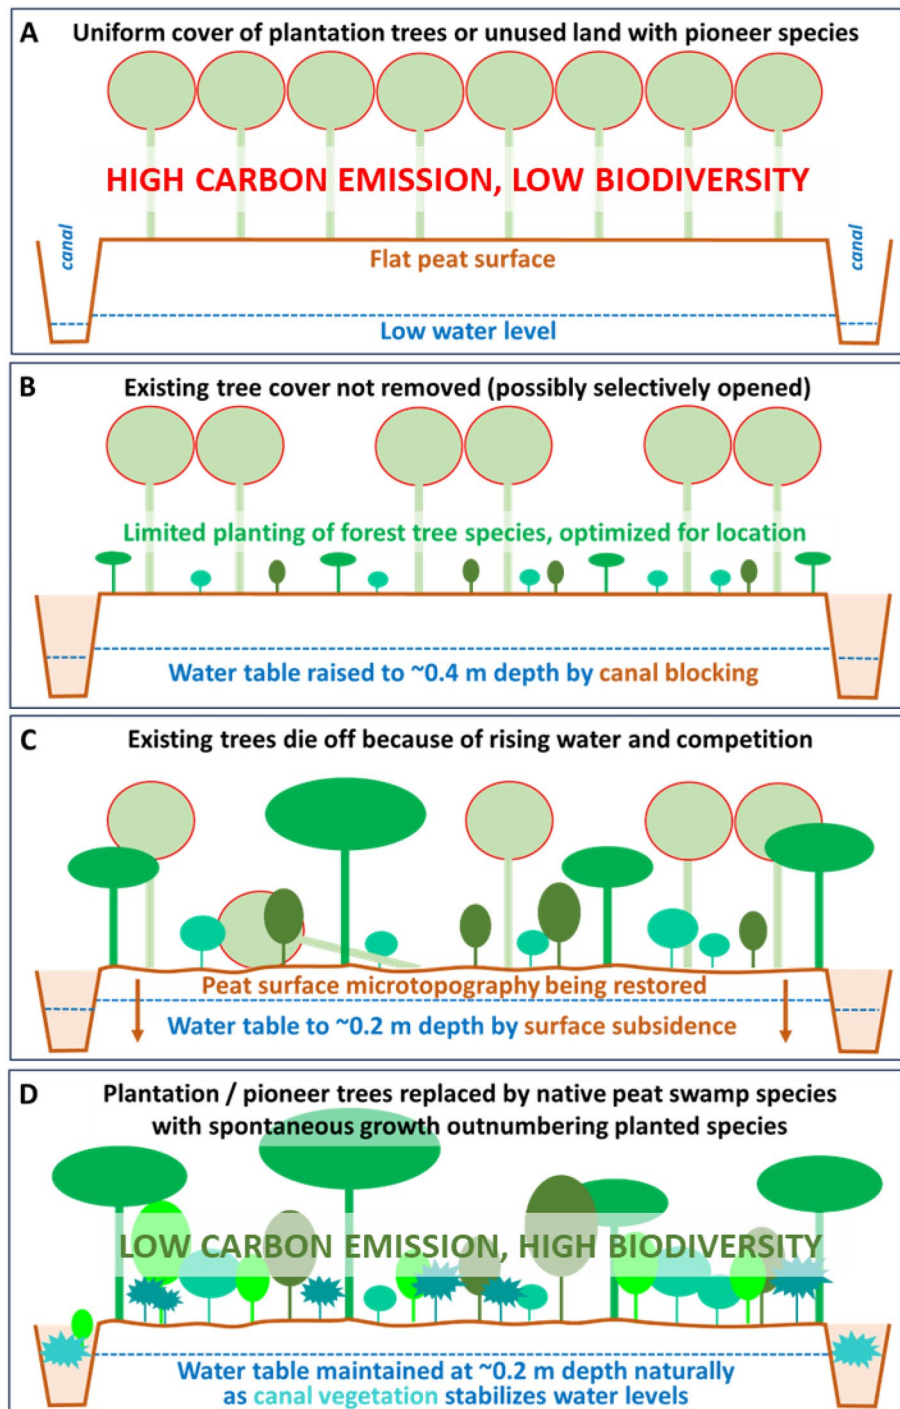 A
Uniform cover of plantation trees or unused land with pioneer species
HIGH CARBON EMISSION, LOW BIODIVERSITY
canal
canal
Flat peat surface
Low water level
B
Existing tree cover not removed (possibly selectively opened)
Limited planting of forest tree species, optimized for location
Water table raised to ~0.4 m depth by canal blocking
C
Existing trees die off because of rising water and competition
Peat surface microtopography being restored
Water table to ~0.2 m depth by surface subsidence
D
Plantation / pioneer trees replaced by native peat swamp species
with spontaneous growth outnumbering planted species
LOW CARBON EMISSION, HIGH BIODIVERSITY
Water table maintained at ~0.2 m depth naturally
as canal vegetation stabilizes water levels